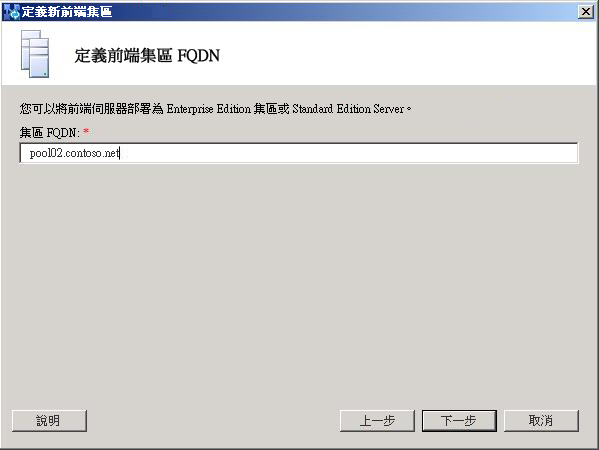 定義新前端集區
定義前端集區 FQDN
您可以將前端伺服器部署為 Enterprise Edition 集區或 Standard Edition Server。
集區 FQDN: *
pool02.contoso.net
說明
上一步
下一步
取消